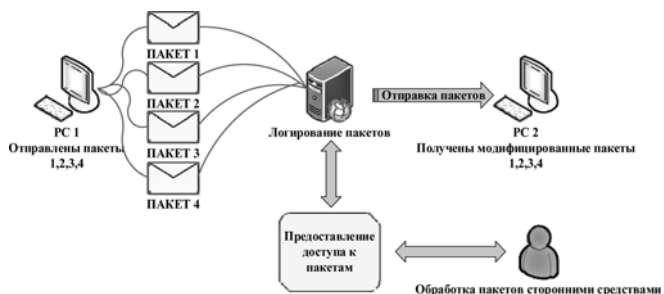 ПАКЕТ 1
ПАКЕТ 2
ПАКЕТ 3
ПАКЕТ 4
PC 1
Отправлены пакеты
1,2,3,4
Логирование пакетов
Отправка пакетов
PC 2
Получены модифицированные пакеты
1,2,3,4
Предоставление
доступа к
пакетам
Обработка пакетов сторонними средствами